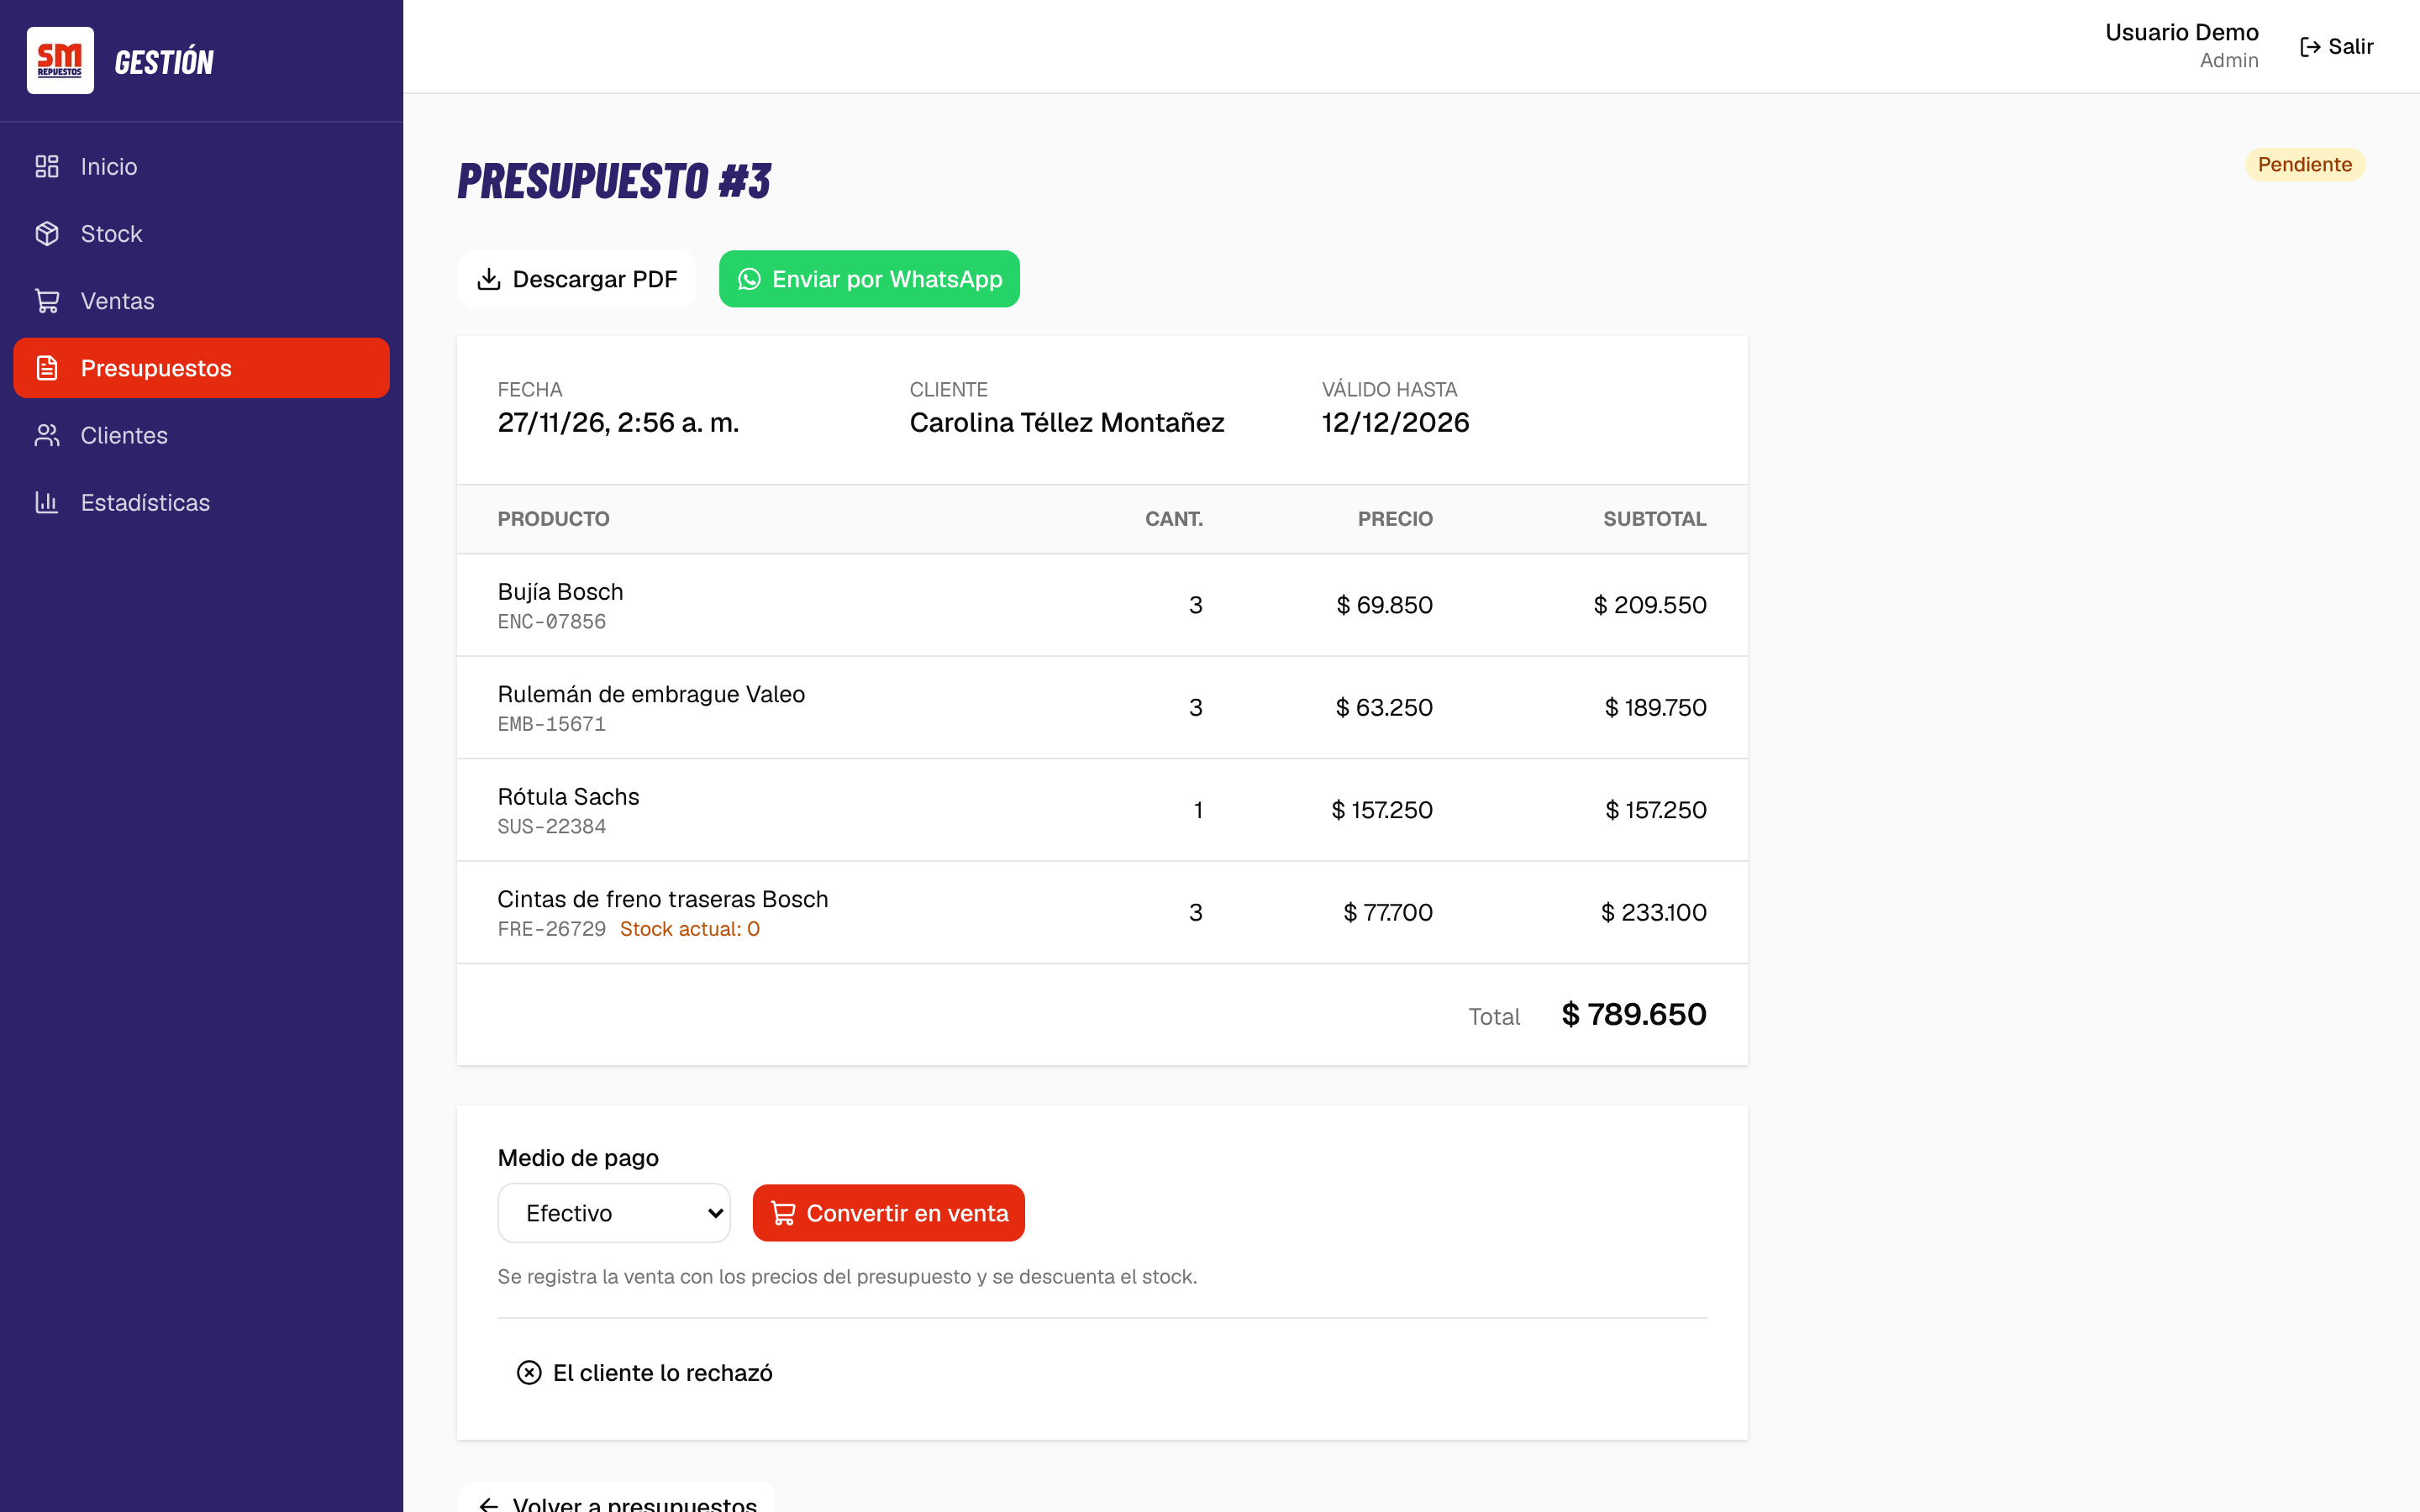 SM
REPUESTOS
GESTIÓN
Usuario Demo
Admin
Salir
Inicio
Stock
Ventas
Presupuestos
Clientes
Estadísticas
PRESUPUESTO #3
Pendiente
Descargar PDF
Enviar por WhatsApp
FECHA
CLIENTE
VÁLIDO HASTA
27/11/26, 2:56 a. m.
Carolina Téllez Montañez
12/12/2026
PRODUCTO CANT. PRECIO SUBTOTAL
Bujía Bosch
ENC-07856
3 $ 69.850 $ 209.550
Rulemán de embrague Valeo
EMB-15671
3 $ 63.250 $ 189.750
Rótula Sachs
SUS-22384
1 $ 157.250 $ 157.250
Cintas de freno traseras Bosch
FRE-26729 Stock actual: 0
3 $ 77.700 $ 233.100
Total $ 789.650
Medio de pago
Efectivo
Convertir en venta
Se registra la venta con los precios del presupuesto y se descuenta el stock.
El cliente lo rechazó
Volver a presupuestos